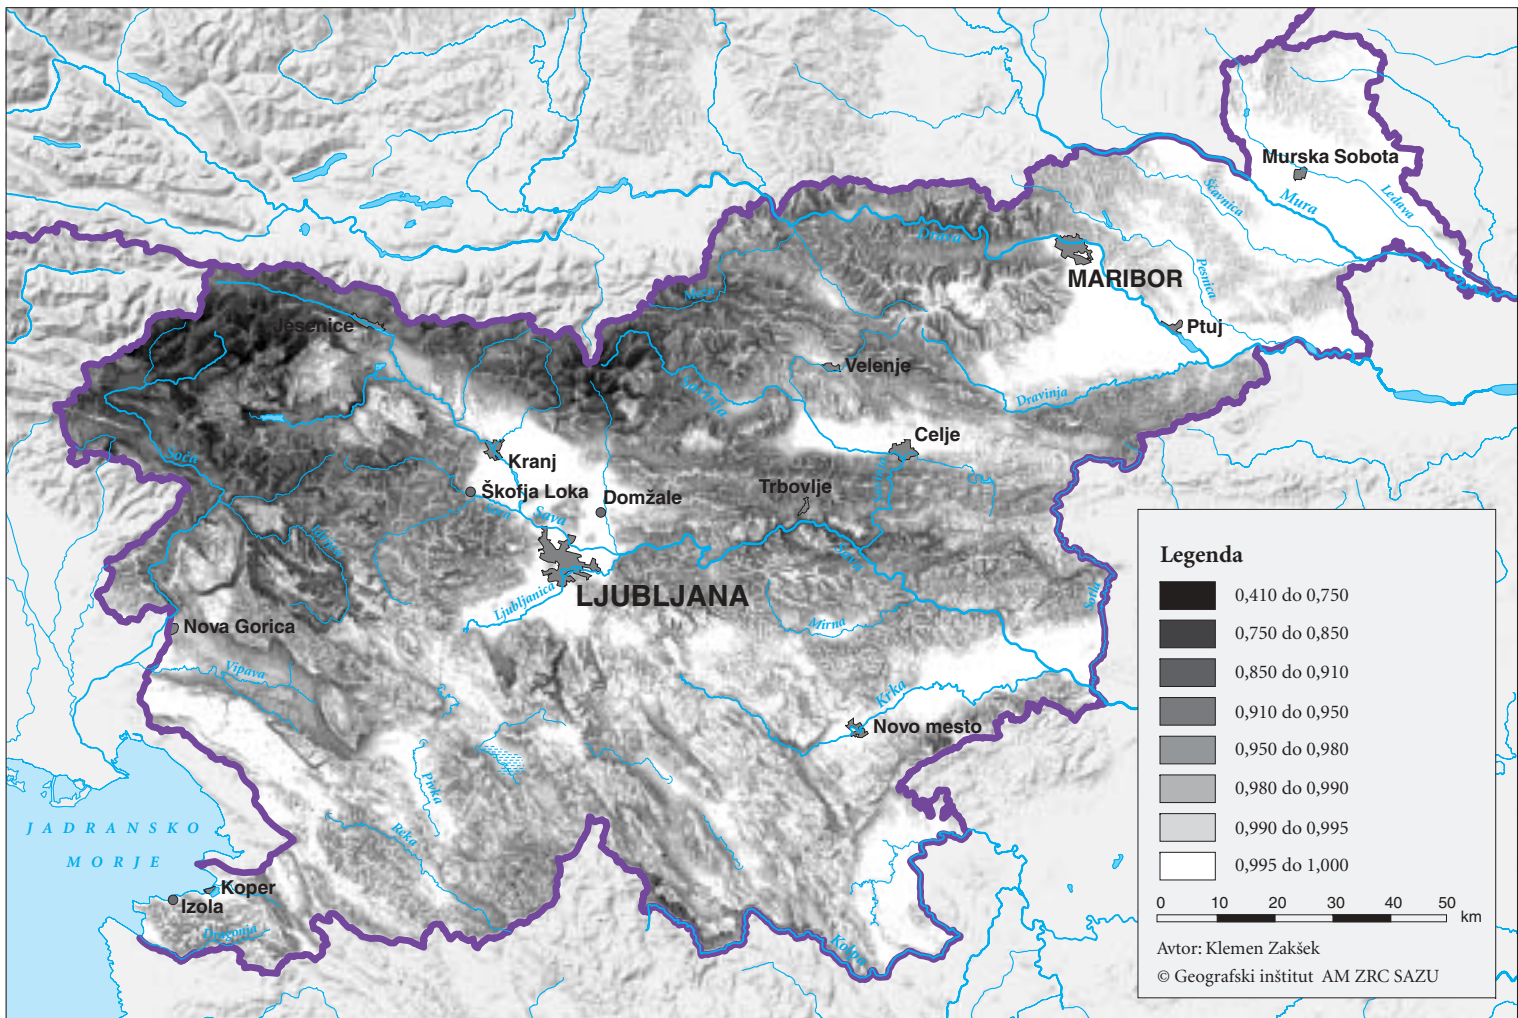 Murska Sobota
Ledava
Ščavnica
Mura
Drava
MARIBOR
Pesnica
Meža
Jesenice
Ptuj
Velenje
Savinja
Dravinja
Celje
Soča
Kranj
Škofja Loka
Domžale
Trbovlje
Savinja
Sora
Sava
Idrijca
Sava
Sotla
Ljubljanica
LJUBLJANA
Mirna
Nova Gorica
Vipava
Krka
Novo mesto
Pivka
Reka
JADRANSKO
MORJE
Koper
Izola
Dragonja
Kolpa
Legenda
0,410 do 0,750
0,750 do 0,850
0,850 do 0,910
0,910 do 0,950
0,950 do 0,980
0,980 do 0,990
0,990 do 0,995
0,995 do 1,000
0 10 20 30 40 50 km
Avtor: Klemen Zakšek
© Geografski inštitut AM ZRC SAZU